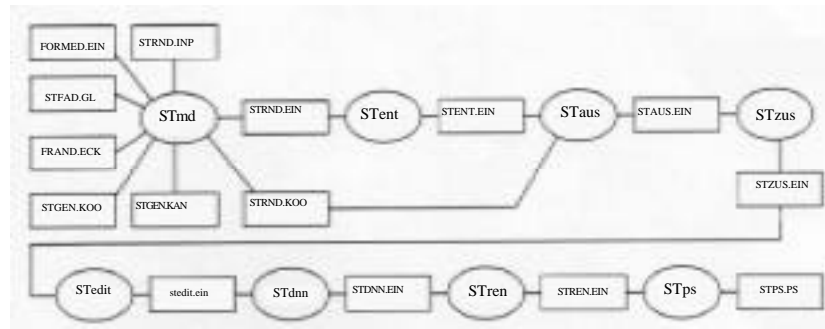 FORMED.EIN
STRND.INP
STFAD.GL
STmd
STRND.EIN
STent
STENT.EIN
STaus
STAUS.EIN
STzus
FRAND.ECK
STGEN.KOO
STGEN.KAN
STRND.KOO
STZUS.EIN
STedit
stedit.ein
STdnn
STDNN.EIN
STren
STREN.EIN
STps
STPS.PS